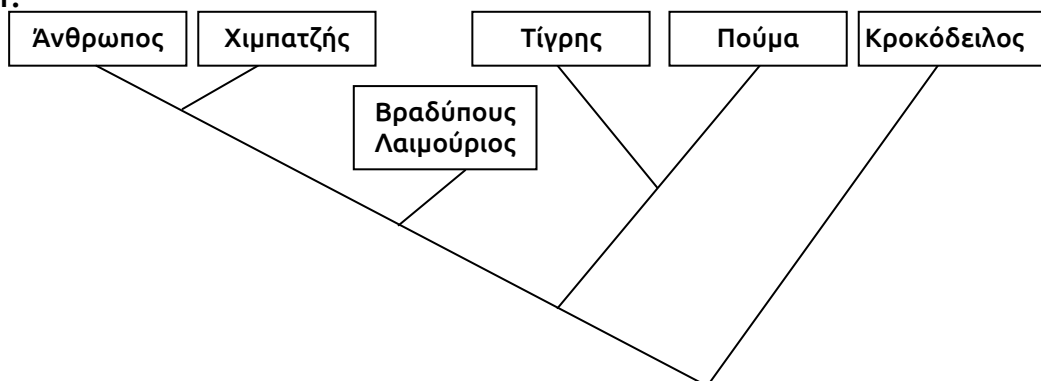 Άνθρωπος
Χιμπατζής
Τίγρης
Πούμα
Κροκόδειλος
Βραδύπους
Λαιμούριος